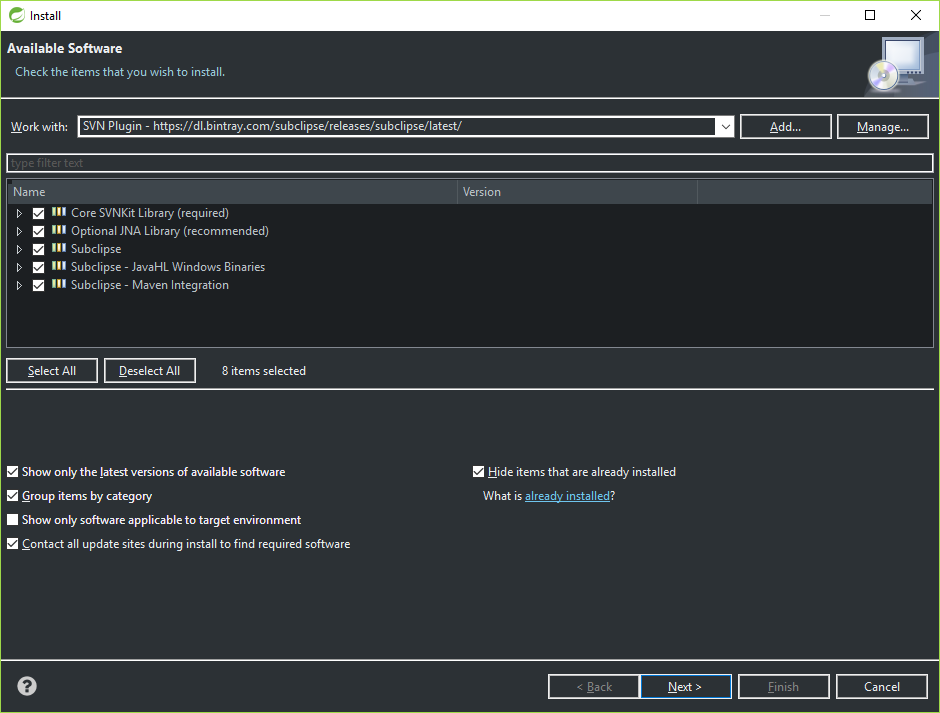 Install
Available Software
Check the items that you wish to install.
Work with: SVN Plugin - https://dl.bintray.com/subclipse/releases/subclipse/latest/ Add... Manage...
type filter text
Name Version
Core SVNKit Library (required)
Optional JNA Library (recommended)
Subclipse
Subclipse - JavaHL Windows Binaries
Subclipse - Maven Integration
Select All Deselect All 8 items selected
Show only the latest versions of available software Hide items that are already installed
Group items by category What is already installed?
Show only software applicable to target environment
Contact all update sites during install to find required software
? < Back Next > Finish Cancel